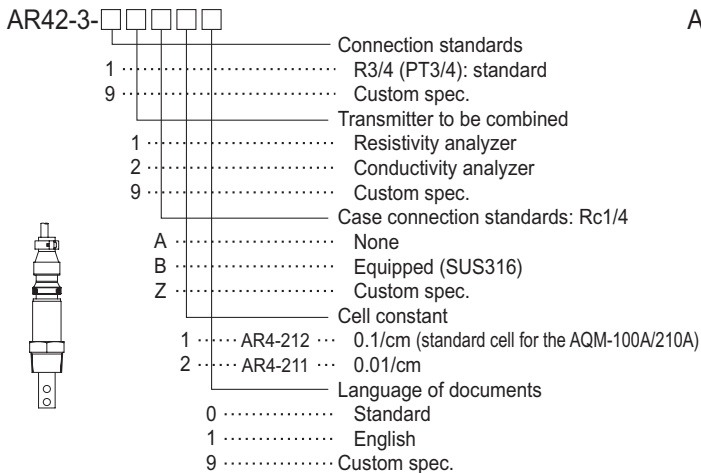 AR42-3-□□□□□
A
Connection standards
1 ················ R3/4 (PT3/4): standard
9 ················ Custom spec.
Transmitter to be combined
1 ················ Resistivity analyzer
2 ················ Conductivity analyzer
9 ················ Custom spec.
Case connection standards: Rc1/4
A ················ None
B ················ Equipped (SUS316)
Z ················ Custom spec.
Cell constant
1 ····· AR4-212 ··· 0.1/cm (standard cell for the AQM-100A/210A)
2 ····· AR4-211 ··· 0.01/cm
Language of documents
0 ················ Standard
1 ················ English
9 ················ Custom spec.